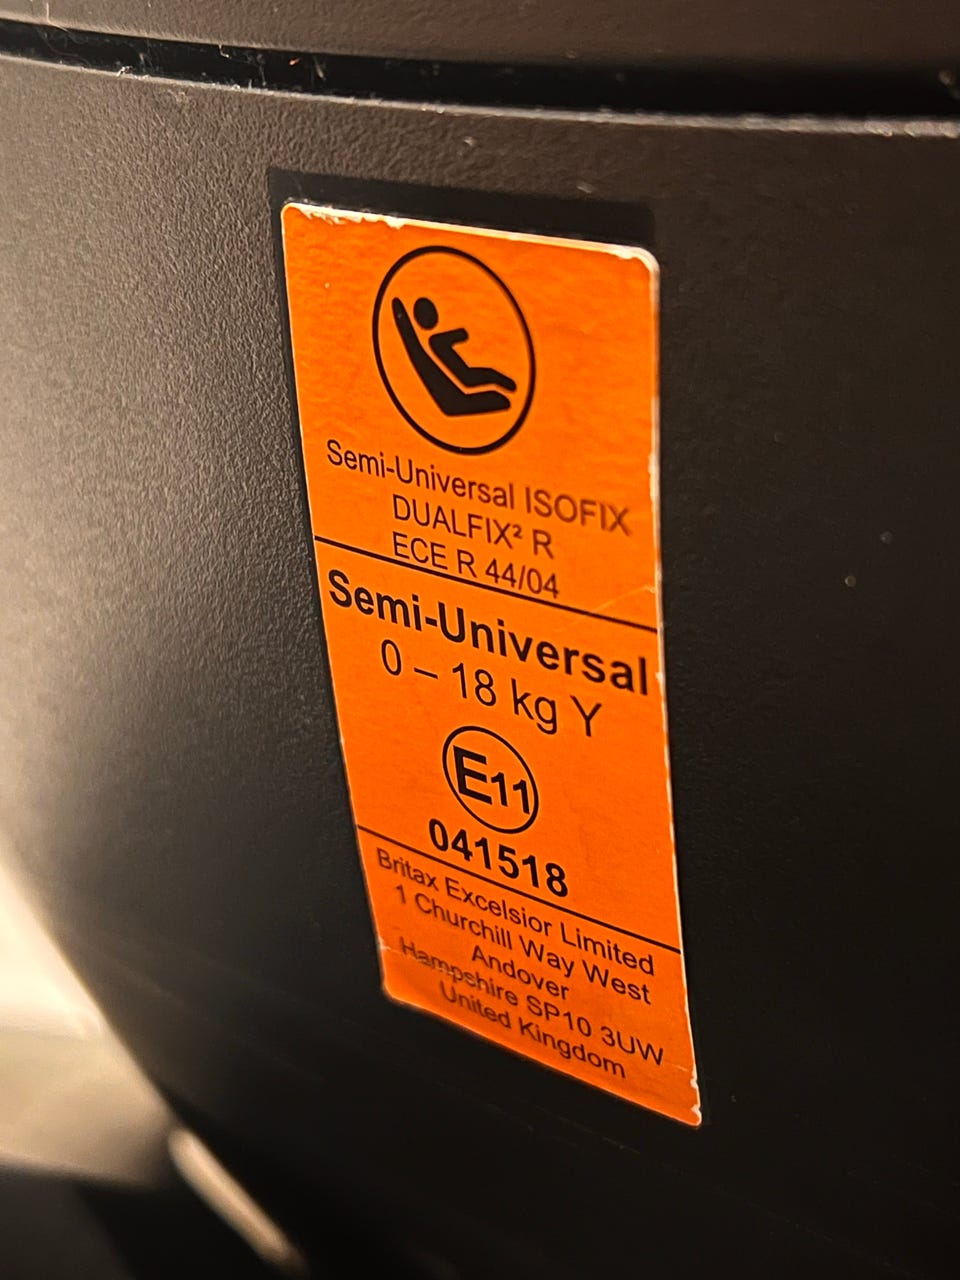 Semi-Universal ISOFIX
DUALFIX² R
ECE R 44/04
Semi-Universal
0 – 18 kg Y
E11
041518
Britax Excelsior Limited
1 Churchill Way West
Andover
Hampshire SP10 3UW
United Kingdom